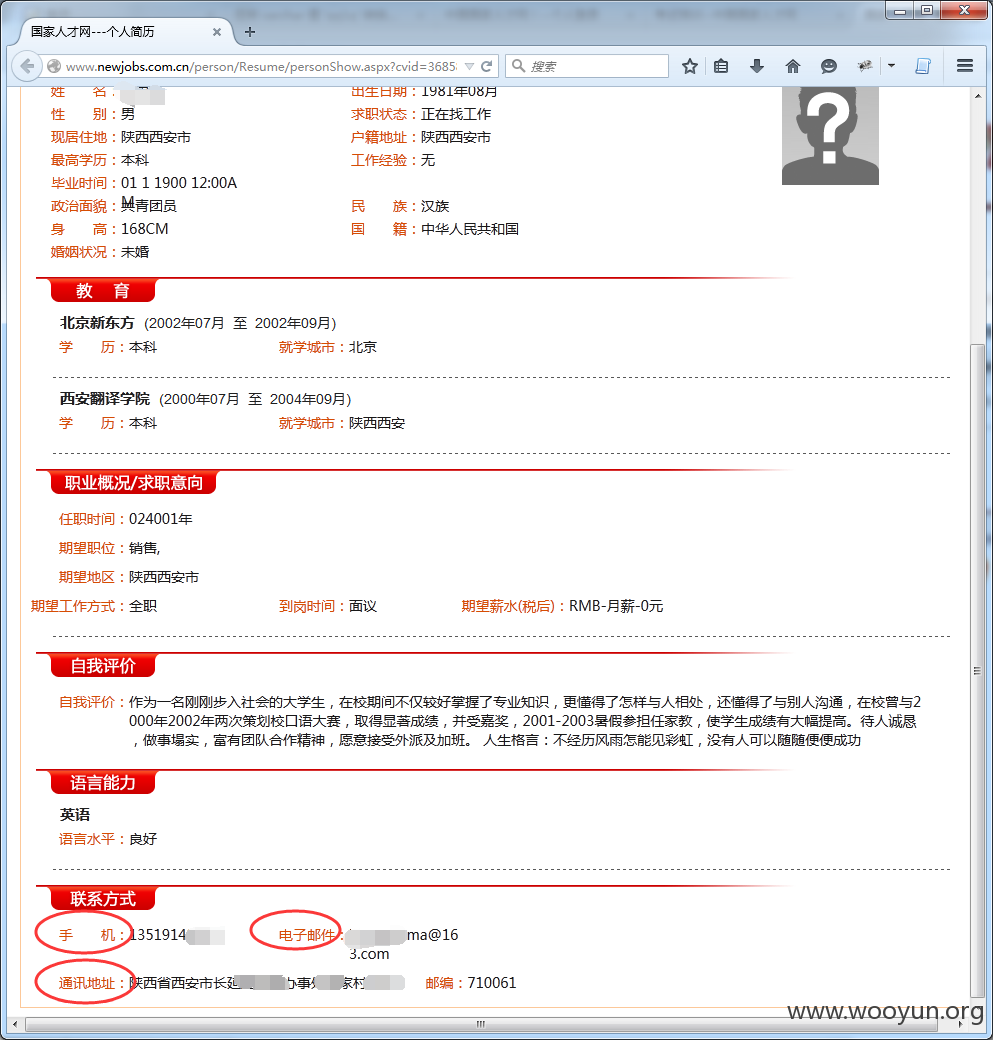 国家人才网---个人简历
www.newjobs.com.cn/person/Resume/personShow.aspx?cvid=3685
搜索
姓 名： 出生日期：1981年08月
性 别：男 求职状态：正在找工作
现居住地：陕西西安市 户籍地址：陕西西安市
最高学历：本科 工作经验：无
毕业时间：01 1 1900 12:00A
M
政治面貌：共青团员 民 族：汉族
身 高：168CM 国 籍：中华人民共和国
婚姻状况：未婚
教 育
北京新东方 (2002年07月 至 2002年09月)
学 历：本科 就学城市：北京
西安翻译学院 (2000年07月 至 2004年09月)
学 历：本科 就学城市：陕西西安
职业概况/求职意向
任职时间：024001年
期望职位：销售,
期望地区：陕西西安市
期望工作方式：全职 到岗时间：面议 期望薪水(税后)：RMB-月薪-0元
自我评价
自我评价：作为一名刚刚步入社会的大学生，在校期间不仅较好掌握了专业知识，更懂得了怎样与人相处，还懂得了与别人沟通，在校曾与2
000年2002年两次策划校口语大赛，取得显著成绩，并受嘉奖，2001-2003暑假参担任家教，使学生成绩有大幅提高。待人诚恳
，做事塌实，富有团队合作精神，愿意接受外派及加班。 人生格言：不经历风雨怎能见彩虹，没有人可以随随便便成功
语言能力
英语
语言水平：良好
联系方式
手 机：1351914 电子邮件：ma@16
3.com
通讯地址：陕西省西安市长延 办事处 家村 邮编：710061
www.wooyun.org